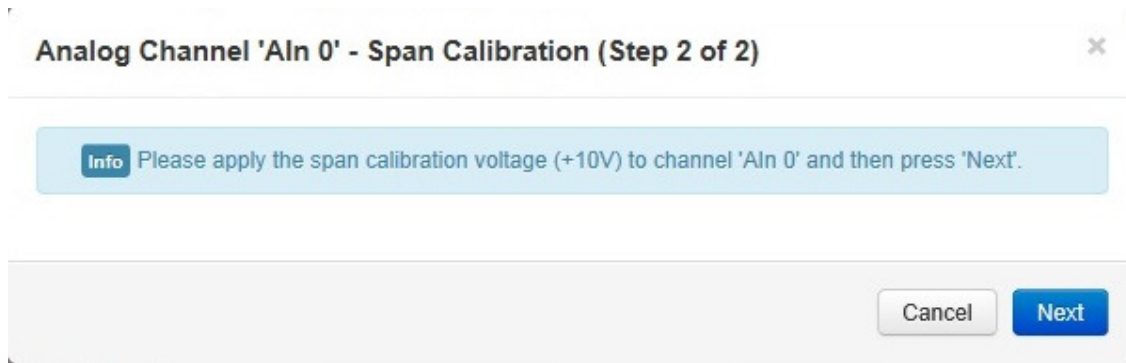 Analog Channel 'AIn 0' - Span Calibration (Step 2 of 2)
×
Info Please apply the span calibration voltage (+10V) to channel 'AIn 0' and then press 'Next'.
Cancel Next